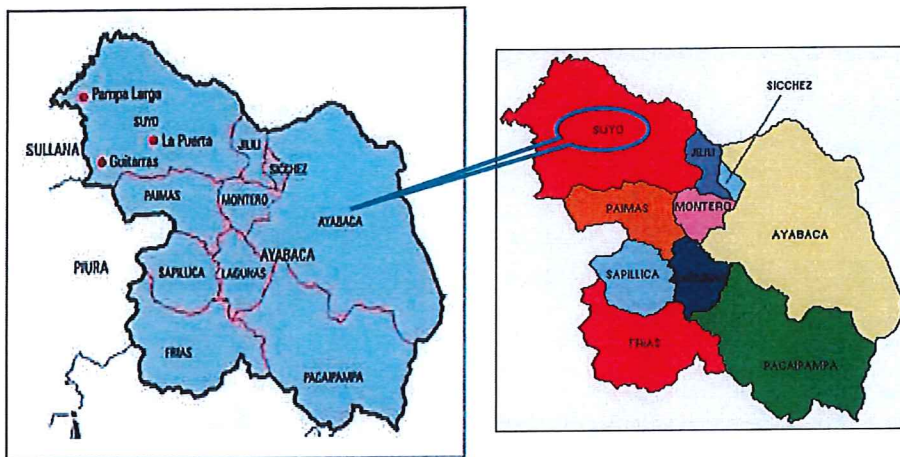 Pampa Larga
SUYO
La Puerta
SULLANA
Guitarras
JILILI
SICCHEZ
PAIMAS
MONTERO
AYABACA
AYABACA
PIURA
SAPILLICA
LAGUNAS
FRIAS
PACAIPAMPA
SICCHEZ
SUYO
JILILI
PAIMAS
MONTERO
AYABACA
SAPILLICA
FRIAS
PACAIPAMPA